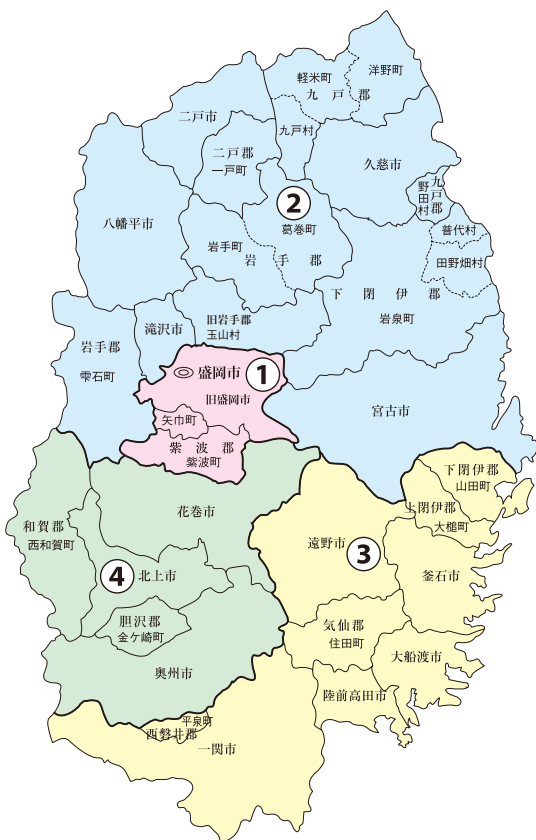 軽米町
洋野町
九戸郡
二戸市
九戸村
二戸郡
一戸町
久慈市
九戸郡
野田村
②
葛巻町
八幡平市
普代村
岩手町
田野畑村
岩手郡
下閉伊郡
岩泉町
旧岩手郡
玉山村
滝沢市
岩手郡
雫石町
盛岡市
①
旧盛岡市
宮古市
矢巾町
紫波郡
紫波町
下閉伊郡
山田町
上閉伊郡
大槌町
花巻市
和賀郡
西和賀町
遠野市
③
④
北上市
釜石市
胆沢郡
金ケ崎町
気仙郡
住田町
大船渡市
奥州市
陸前高田市
平泉町
西磐井郡
一関市